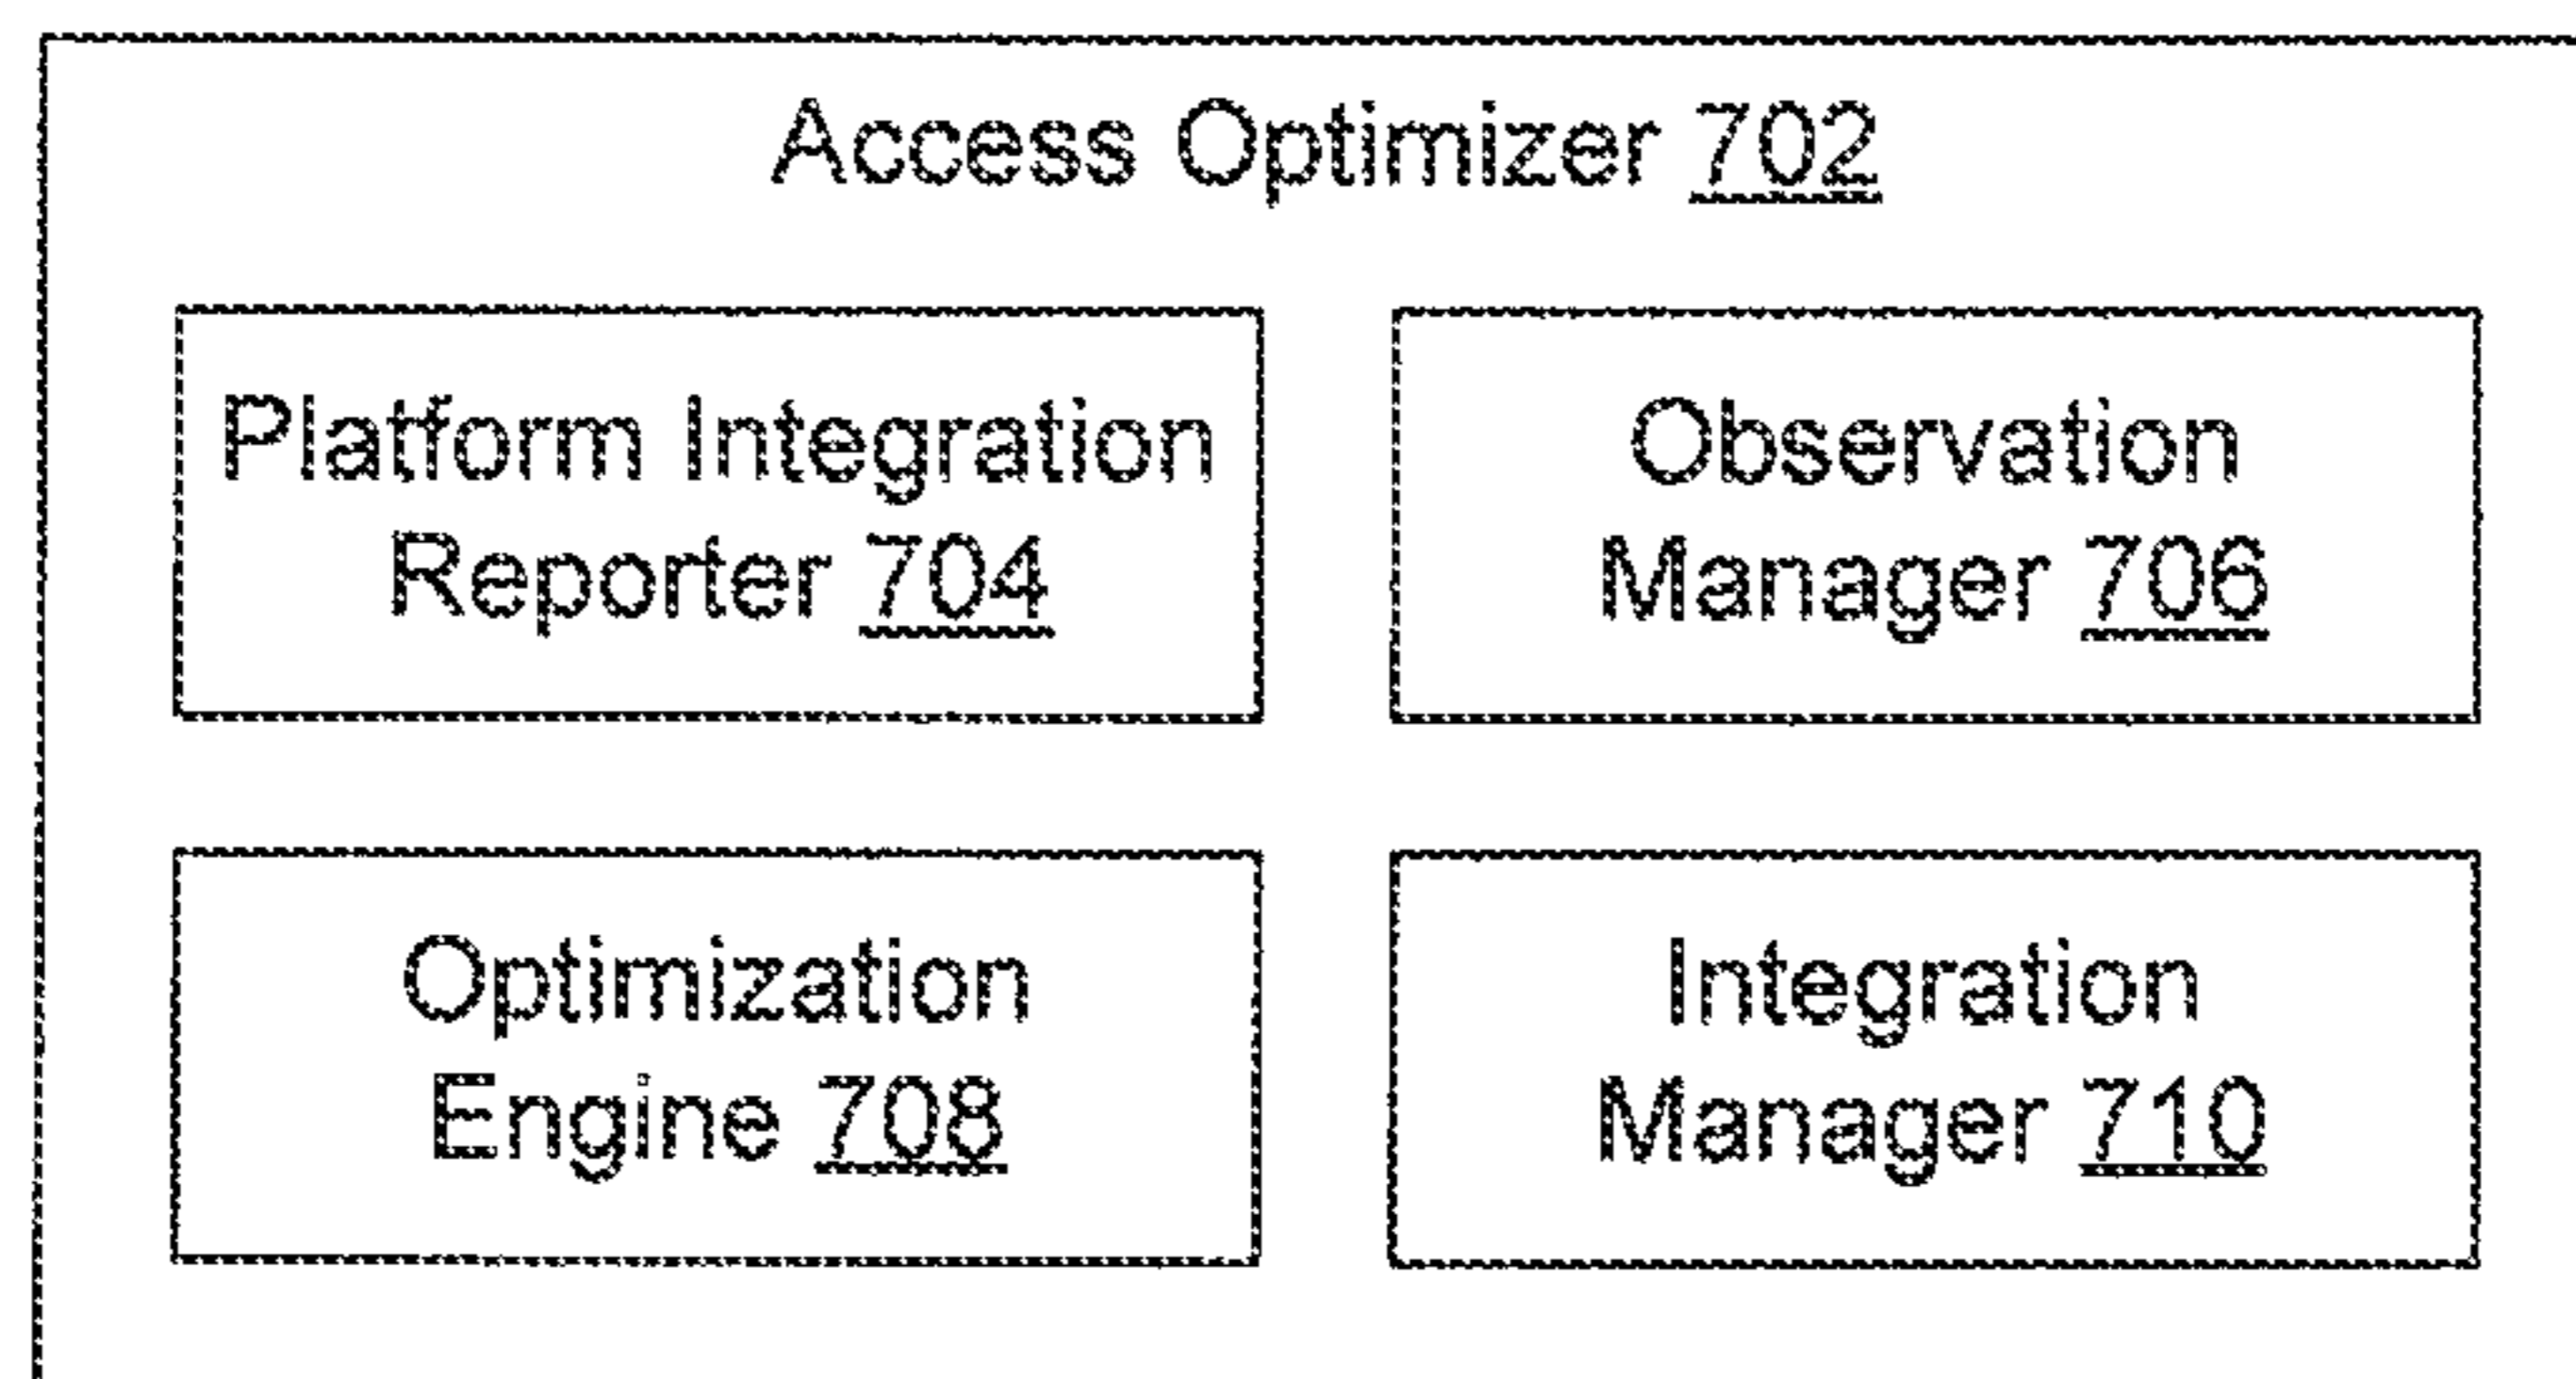 Access Optimizer 702
Platform Integration
Reporter 704
Observation
Manager 706
Optimization
Engine 708
Integration
Manager 710